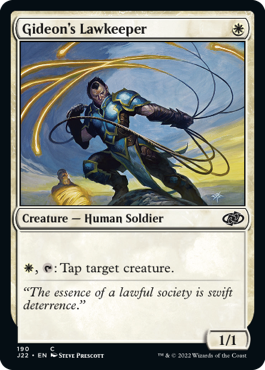 Gideon's Lawkeeper
Creature — Human Soldier
, : Tap target creature.
"The essence of a lawful society is swift
deterrence."
1/1
190 C
J22 • EN Steve Prescott
™ & © 2022 Wizards of the Coast